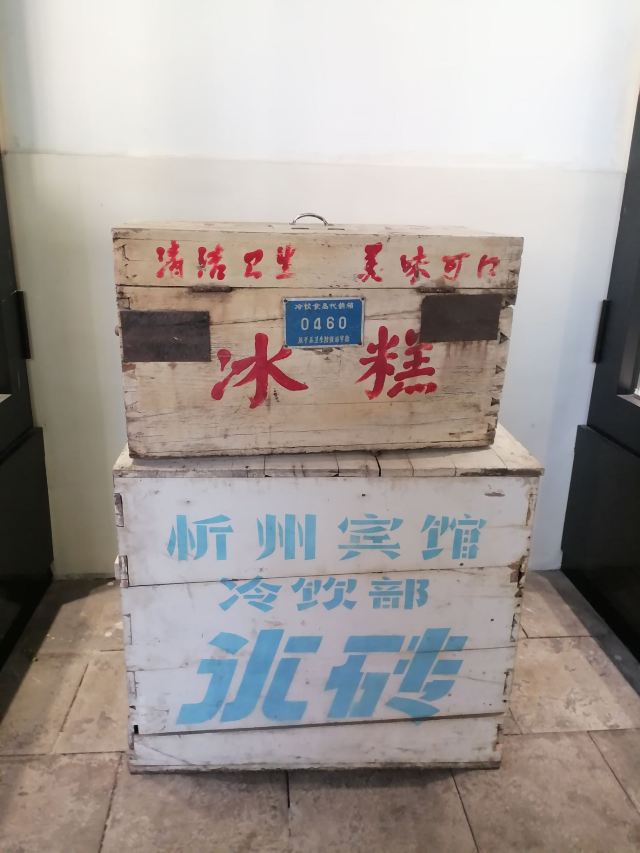 清洁卫生 美味可口
冷饮食品代销箱
0460
冰糕
忻州宾馆
冷饮部
冰砖